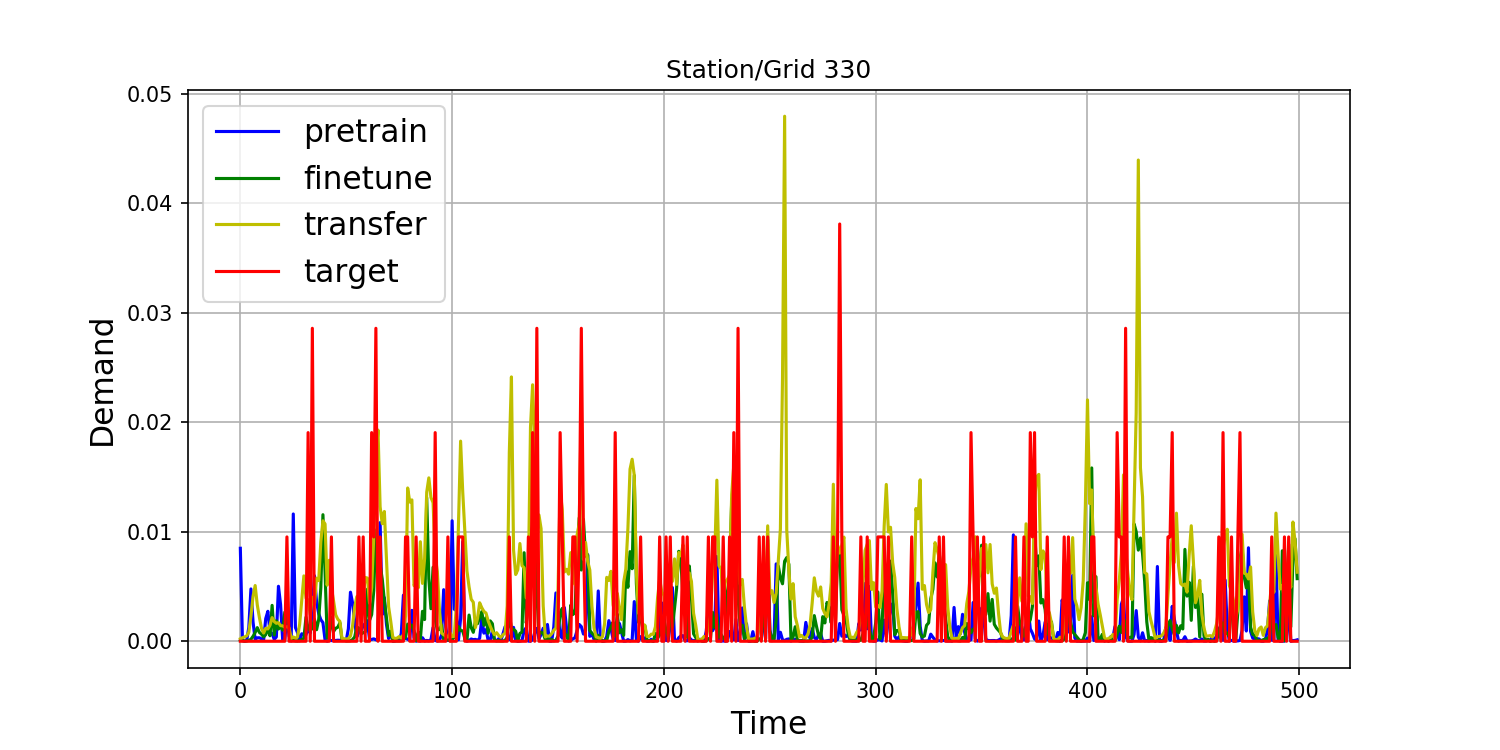 Station/Grid 330
0.05
0.04
0.03
0.02
0.01
0.00
Demand
pretrain
finetune
transfer
target
0 100 200 300 400 500
Time